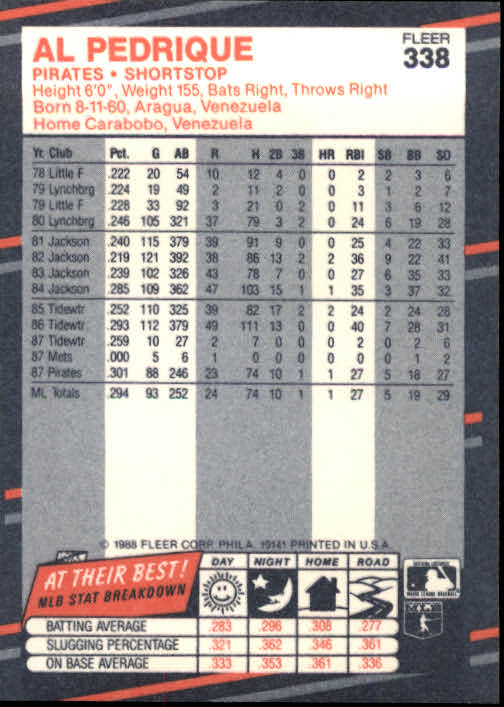 AL PEDRIQUE
FLEER
338
PIRATES • SHORTSTOP
Height 6'0", Weight 155, Bats Right, Throws Right
Born 8-11-60, Aragua, Venezuela
Home Carabobo, Venezuela
Yr. Club Pct. G AB R H 2B 3B HR RBI SB BB SO
78 Little F .222 20 54 10 12 4 0 0 2 2 3 6
79 Lynchbrg .224 19 49 2 11 2 0 0 3 1 2 7
79 Little F .228 33 92 3 21 0 2 0 11 3 6 12
80 Lynchbrg .246 105 321 37 79 3 2 0 24 6 19 28
81 Jackson .240 115 379 39 91 9 0 0 25 4 22 33
82 Jackson .219 121 392 38 86 13 2 2 36 9 22 41
83 Jackson .239 102 326 43 78 7 0 0 27 6 35 33
84 Jackson .285 109 362 47 103 15 1 1 35 3 37 32
85 Tidewtr .252 110 325 39 82 17 2 2 24 2 24 26
86 Tidewtr .293 112 379 49 111 13 0 0 40 7 28 31
87 Tidewtr .259 10 27 2 7 0 0 0 2 0 2 6
87 Mets .000 5 6 1 0 0 0 0 0 0 1 2
87 Pirates .301 88 246 23 74 10 1 1 27 5 18 27
ML Totals .294 93 252 24 74 10 1 1 27 5 19 29
© 1988 FLEER CORP. PHILA. 19141 PRINTED IN U.S.A.
AT THEIR BEST!
MLB STAT BREAKDOWN
DAY NIGHT HOME ROAD
BATTING AVERAGE .283 .296 .308 .277
SLUGGING PERCENTAGE .321 .362 .346 .361
ON BASE AVERAGE .333 .353 .361 .336
MAJOR LEAGUE BASEBALL